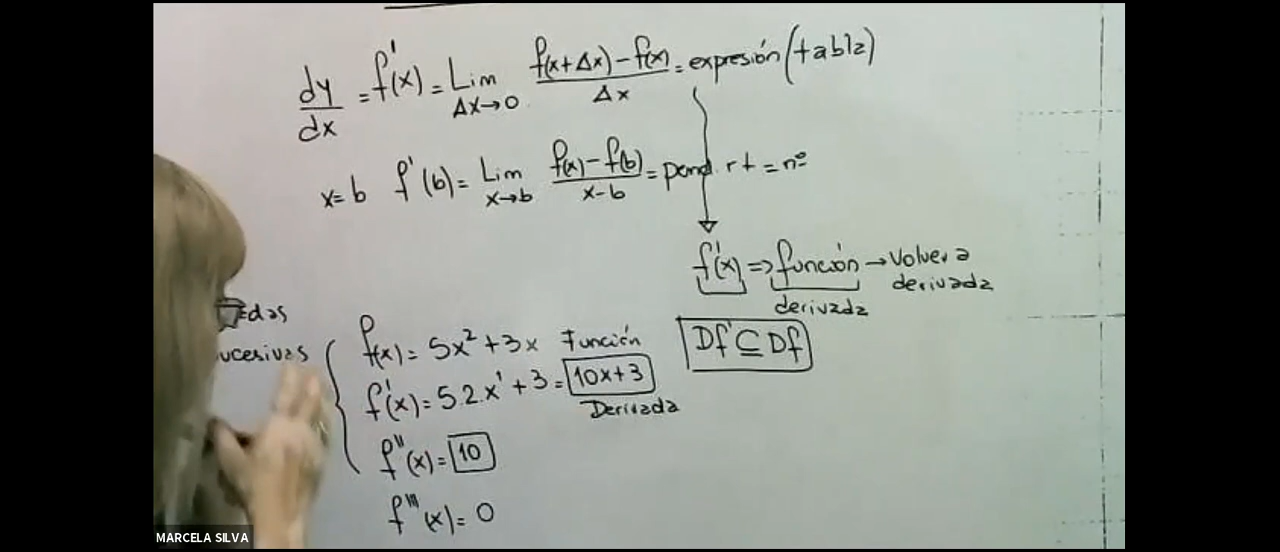 dy/dx = f'(x) = Lim Δx→0 f(x+Δx) - f(x) / Δx = expresión (tabla)
x=b f'(b) = Lim x→b f(x) - f(b) / x-b = pend. rt = nº
f'(x) => función → Volver a derivada
derivada
Df' ⊆ Df
das
ucesivas
f(x) = 5x² + 3x Función
f'(x) = 5.2.x¹ + 3 = 10x+3
Derivada
f''(x) = 10
f'''(x) = 0
MARCELA SILVA